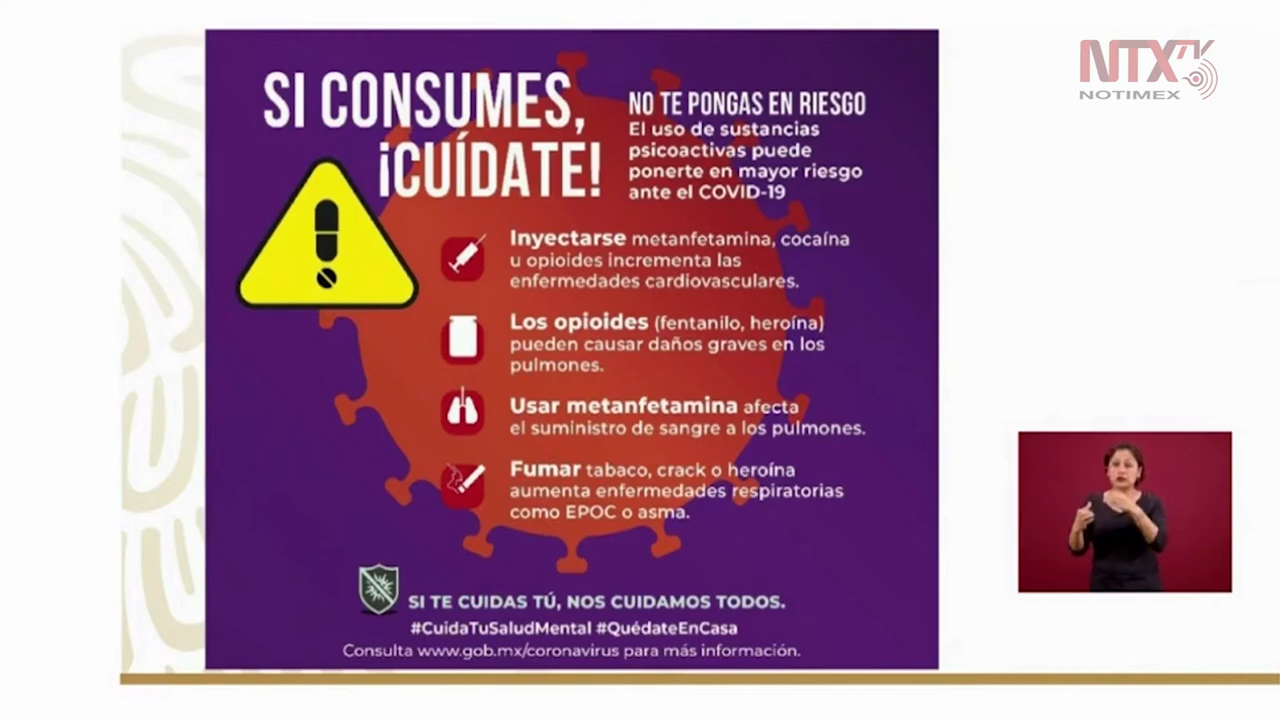 SI CONSUMES,
¡CUÍDATE!
NO TE PONGAS EN RIESGO
El uso de sustancias
psicoactivas puede
ponerte en mayor riesgo
ante el COVID-19
Inyectarse metanfetamina, cocaína
u opioides incrementa las
enfermedades cardiovasculares.
Los opioides (fentanilo, heroína)
pueden causar daños graves en los
pulmones.
Usar metanfetamina afecta
el suministro de sangre a los pulmones.
Fumar tabaco, crack o heroína
aumenta enfermedades respiratorias
como EPOC o asma.
SI TE CUIDAS TÚ, NOS CUIDAMOS TODOS.
#CuidaTuSaludMental #QuédateEnCasa
Consulta www.gob.mx/coronavirus para más información.
NTXTV
NOTIMEX